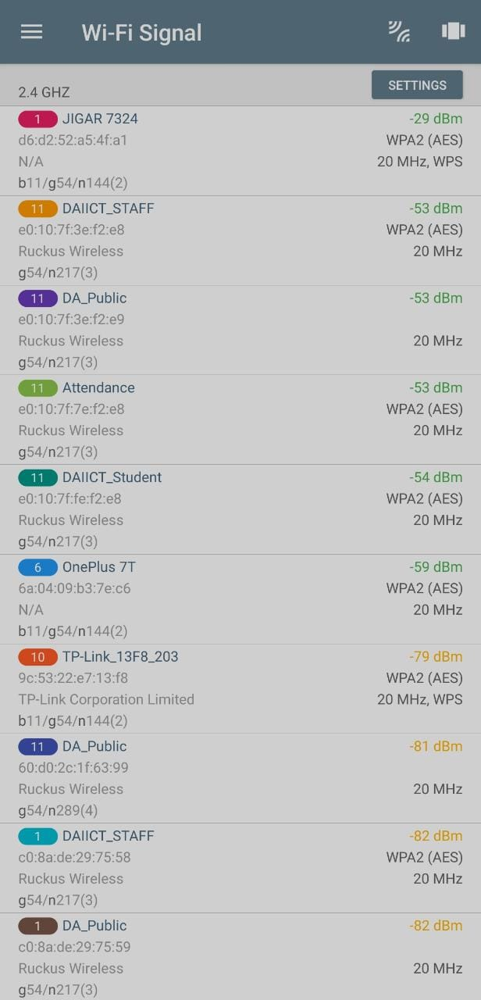 Wi-Fi Signal
2.4 GHZ SETTINGS
1 JIGAR 7324 -29 dBm
d6:d2:52:a5:4f:a1 WPA2 (AES)
N/A 20 MHz, WPS
b11/g54/n144(2)
11 DAIICT_STAFF -53 dBm
e0:10:7f:3e:f2:e8 WPA2 (AES)
Ruckus Wireless 20 MHz
g54/n217(3)
11 DA_Public -53 dBm
e0:10:7f:3e:f2:e9
Ruckus Wireless 20 MHz
g54/n217(3)
11 Attendance -53 dBm
e0:10:7f:7e:f2:e8 WPA2 (AES)
Ruckus Wireless 20 MHz
g54/n217(3)
11 DAIICT_Student -54 dBm
e0:10:7f:fe:f2:e8 WPA2 (AES)
Ruckus Wireless 20 MHz
g54/n217(3)
6 OnePlus 7T -59 dBm
6a:04:09:b3:7e:c6 WPA2 (AES)
N/A 20 MHz
b11/g54/n144(2)
10 TP-Link_13F8_203 -79 dBm
9c:53:22:e7:13:f8 WPA2 (AES)
TP-Link Corporation Limited 20 MHz, WPS
b11/g54/n144(2)
11 DA_Public -81 dBm
60:d0:2c:1f:63:99
Ruckus Wireless 20 MHz
g54/n289(4)
1 DAIICT_STAFF -82 dBm
c0:8a:de:29:75:58 WPA2 (AES)
Ruckus Wireless 20 MHz
g54/n217(3)
1 DA_Public -82 dBm
c0:8a:de:29:75:59
Ruckus Wireless 20 MHz
g54/n217(3)